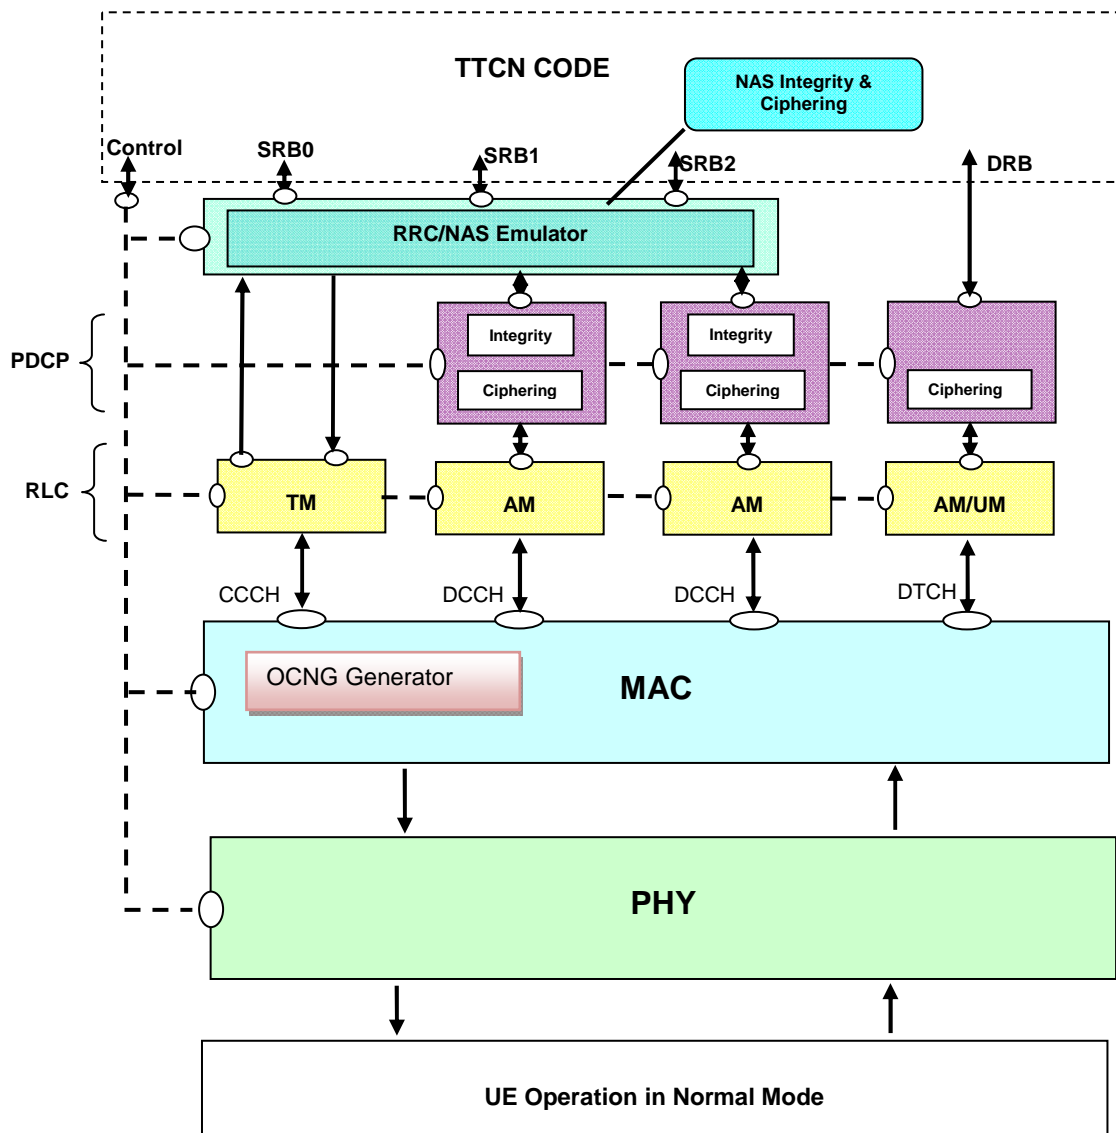 TTCN CODE
NAS Integrity &
Ciphering
Control
SRB0
SRB1
SRB2
DRB
RRC/NAS Emulator
PDCP
Integrity
Integrity
Ciphering
Ciphering
Ciphering
RLC
TM
AM
AM
AM/UM
CCCH
DCCH
DCCH
DTCH
OCNG Generator
MAC
PHY
UE Operation in Normal Mode